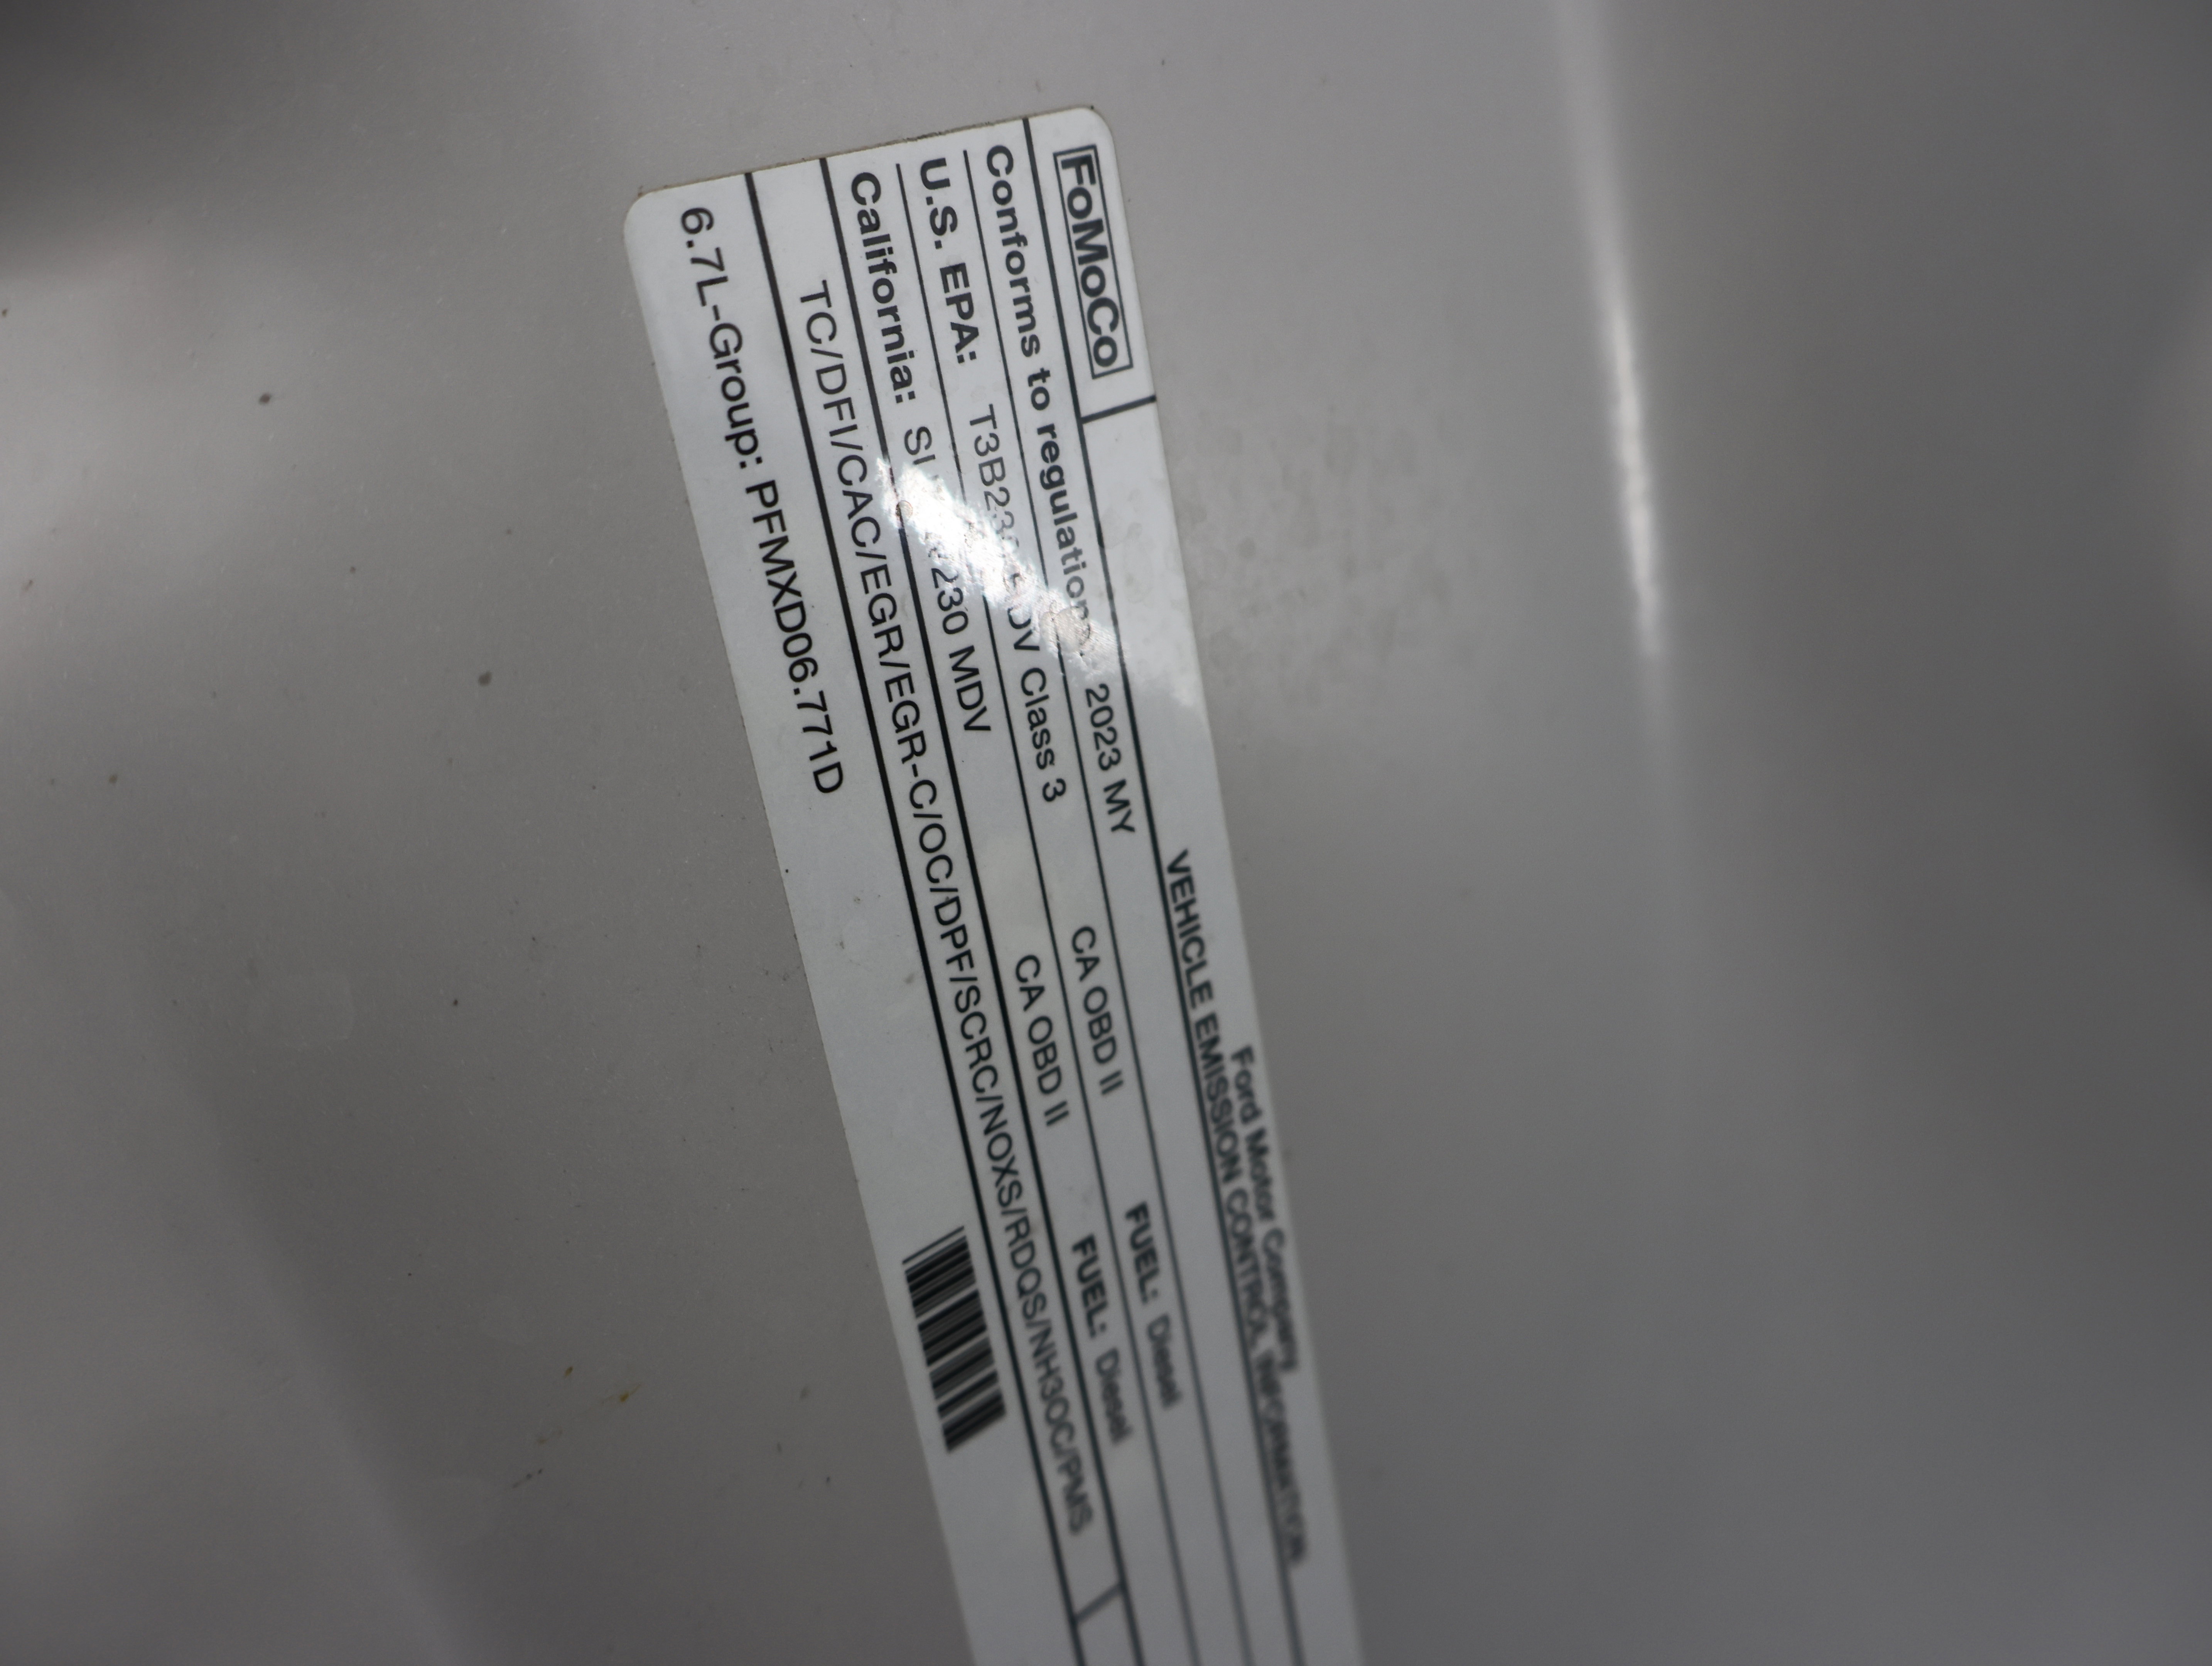 FoMoCo
Ford Motor Company
VEHICLE EMISSION CONTROL INFORMATION
Conforms to regulations: 2023 MY
U.S. EPA: Class 3 CA OBD II FUEL: Diesel
California: 230 MDV CA OBD II FUEL: Diesel
TC/DFI/CAC/EGR/EGR-C/OC/DPF/SCRC/NOXS/RDQS/NH3OC/PMS
6.7L-Group: PFMXD06.771D